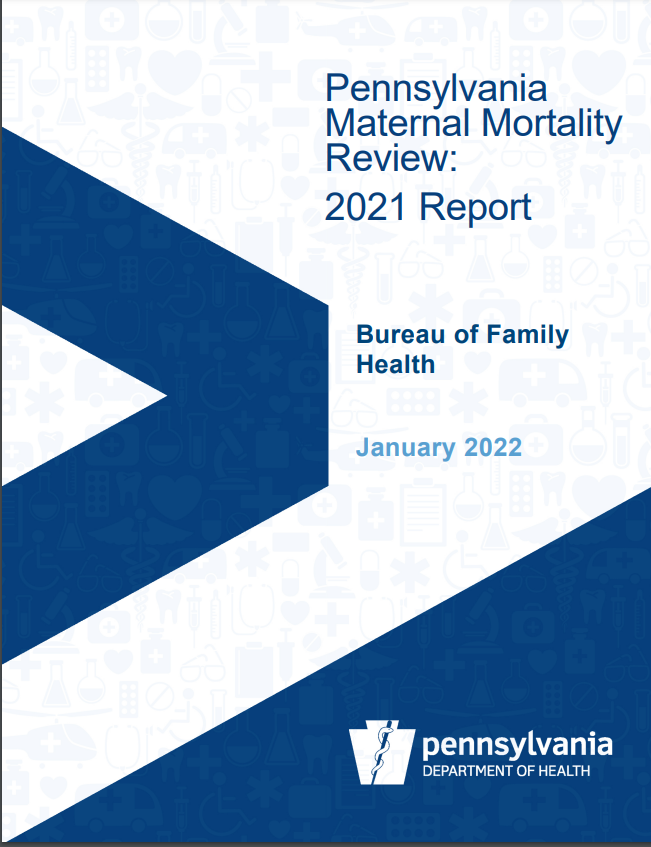 Pennsylvania
Maternal Mortality
Review:
2021 Report
Bureau of Family
Health
January 2022
pennsylvania
DEPARTMENT OF HEALTH